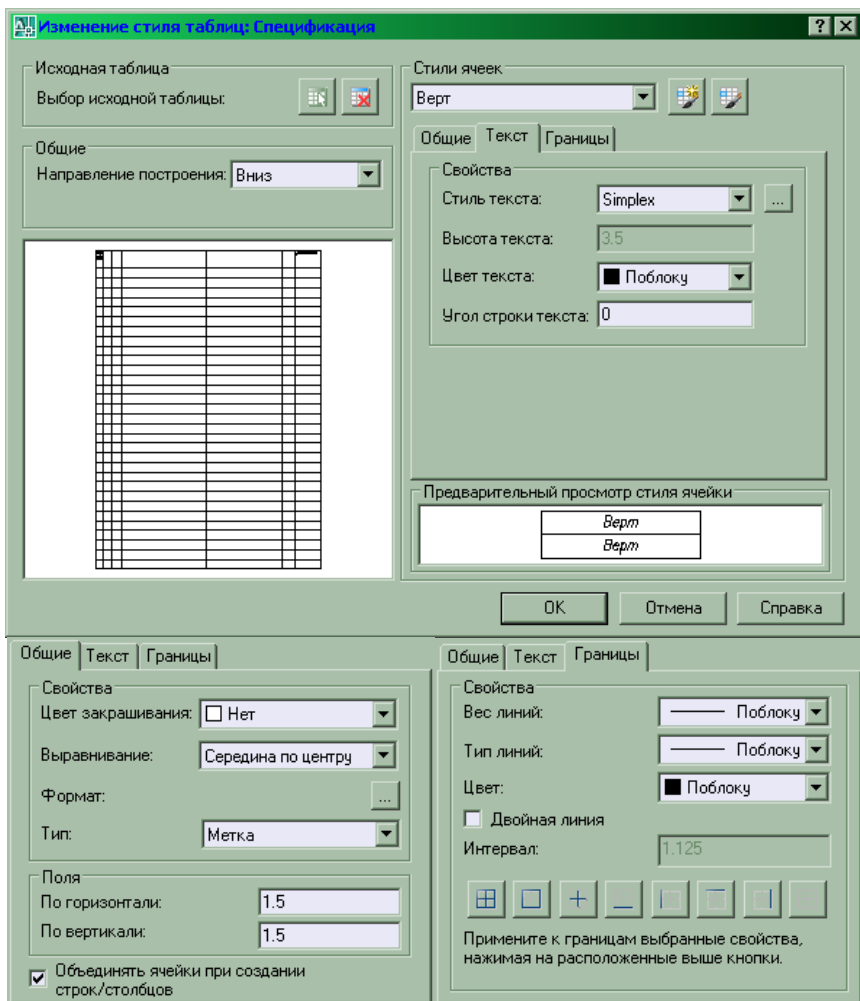 Изменение стиля таблиц: Спецификация
Исходная таблица
Выбор исходной таблицы:
Общие
Направление построения: Вниз
Стили ячеек
Верт
Общие Текст Границы
Свойства
Стиль текста: Simplex ...
Высота текста: 3.5
Цвет текста: Поблоку
Угол строки текста: 0
Предварительный просмотр стиля ячейки
Верт
Верт
OK Отмена Справка
Общие Текст Границы
Свойства
Цвет закрашивания: Нет
Выравнивание: Середина по центру
Формат: ...
Тип: Метка
Поля
По горизонтали: 1.5
По вертикали: 1.5
Объединять ячейки при создании
строк/столбцов
Общие Текст Границы
Свойства
Вес линий: Поблоку
Тип линий: Поблоку
Цвет: Поблоку
Двойная линия
Интервал: 1.125
Примените к границам выбранные свойства,
нажимая на расположенные выше кнопки.